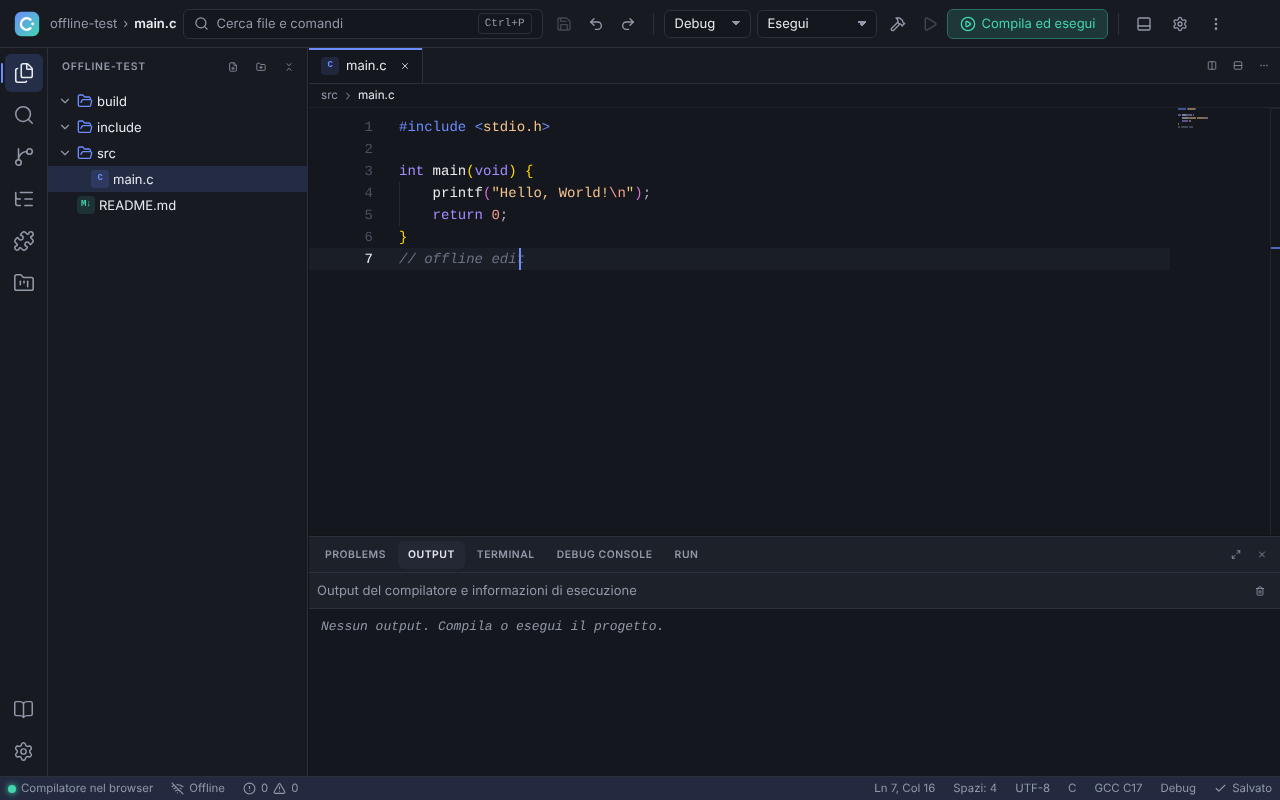 offline-test › main.c
Cerca file e comandi
Ctrl+P
Debug
Esegui
Compila ed esegui
OFFLINE-TEST
build
include
src
C main.c
M↓ README.md
C main.c ×
src › main.c
1 #include <stdio.h>
2
3 int main(void) {
4     printf("Hello, World!\n");
5     return 0;
6 }
7 // offline edit
PROBLEMS
OUTPUT
TERMINAL
DEBUG CONSOLE
RUN
Output del compilatore e informazioni di esecuzione
Nessun output. Compila o esegui il progetto.
Compilatore nel browser
Offline
0
0
Ln 7, Col 16
Spazi: 4
UTF-8
C
GCC C17
Debug
Salvato